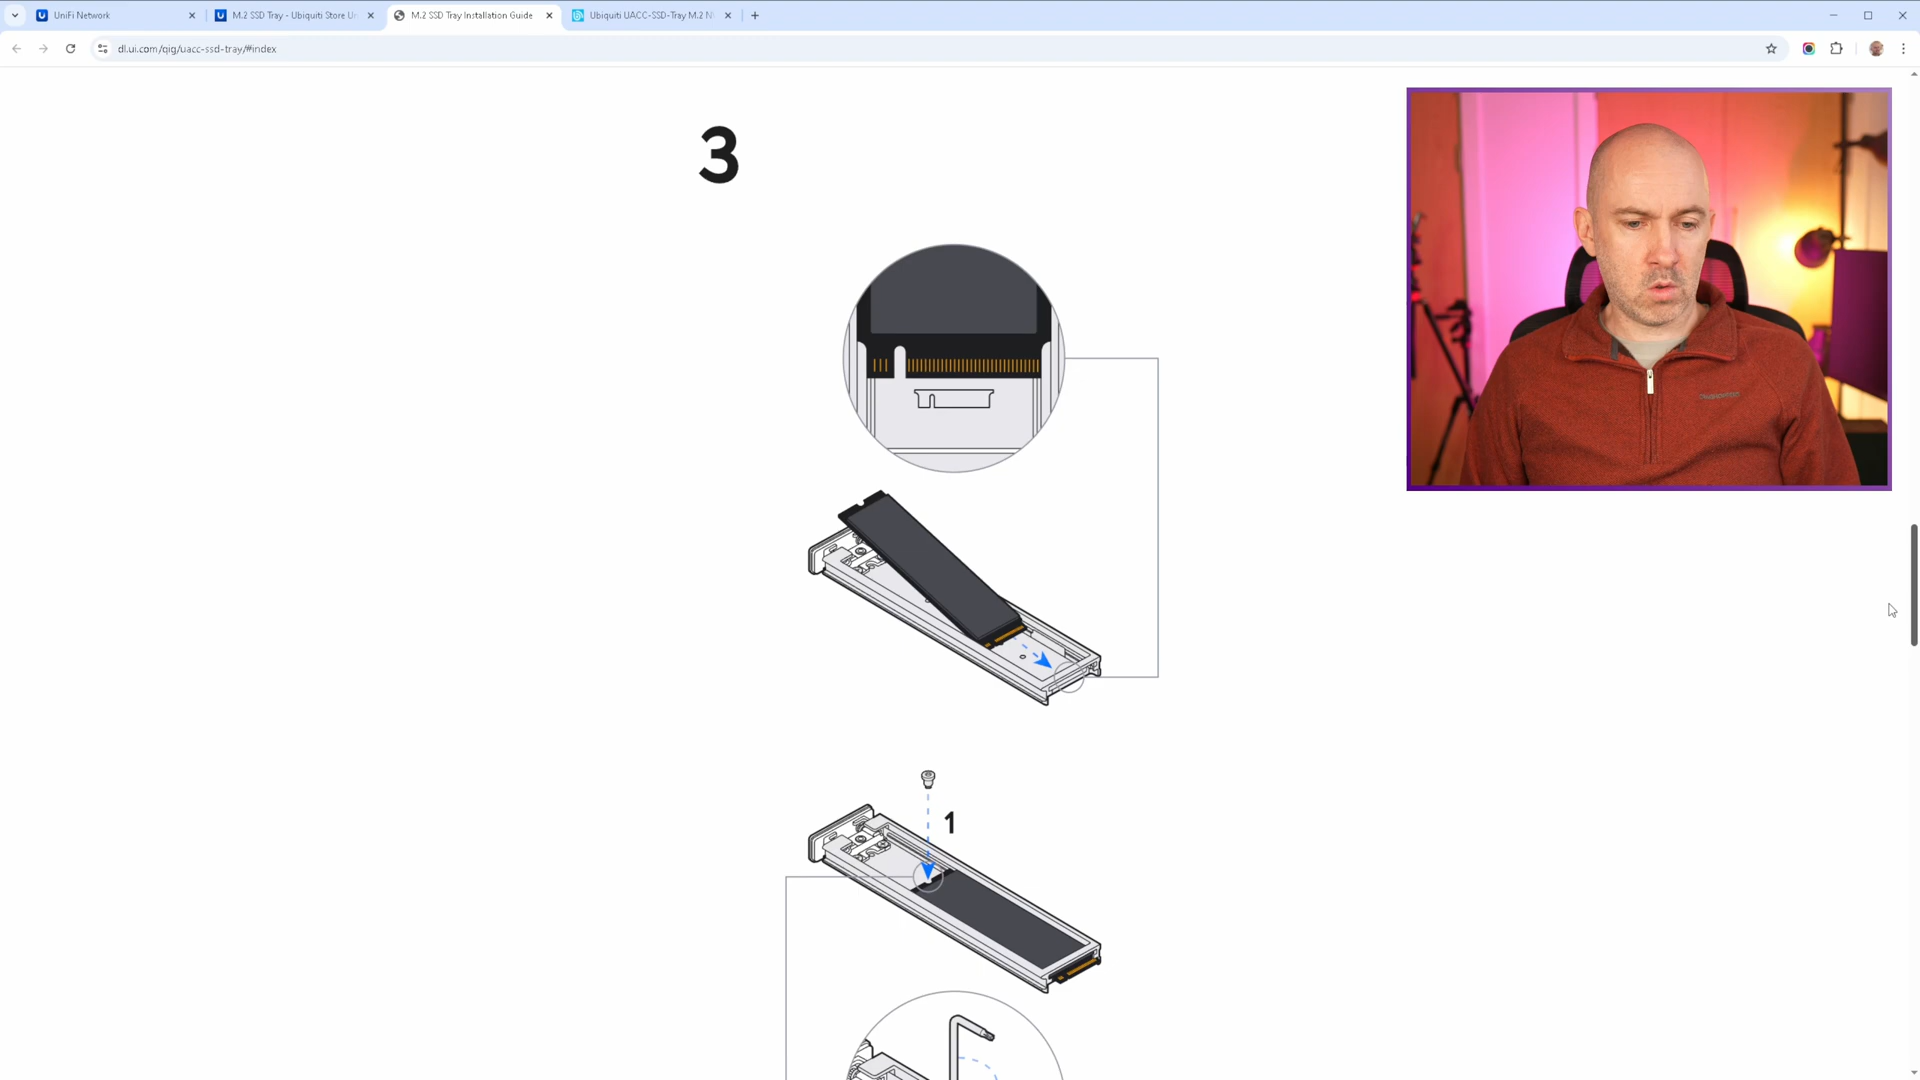 UniFi Network
M.2 SSD Tray - Ubiquiti Store Un
M.2 SSD Tray Installation Guide
Ubiquiti UACC-SSD-Tray M.2 N
dl.ui.com/qig/uacc-ssd-tray/#index
3
1